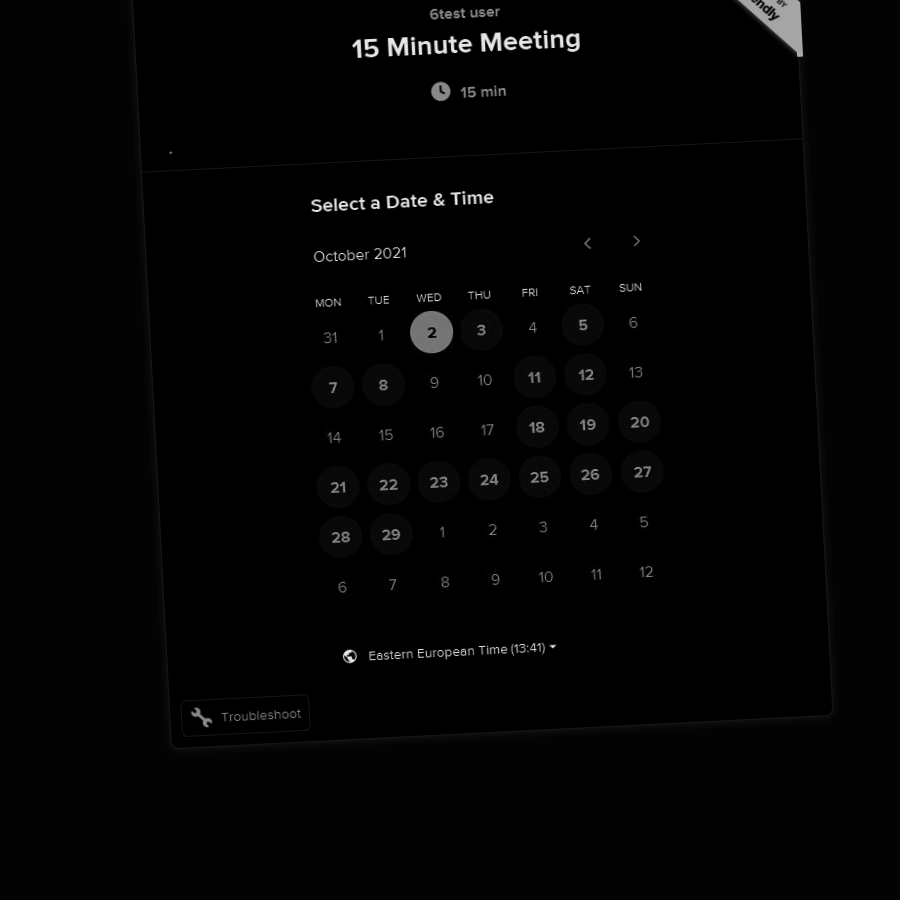 6test user
15 Minute Meeting
15 min
Select a Date & Time
October 2021
MON TUE WED THU FRI SAT SUN
31 1 2 3 4 5 6
7 8 9 10 11 12 13
14 15 16 17 18 19 20
21 22 23 24 25 26 27
28 29 1 2 3 4 5
6 7 8 9 10 11 12
Eastern European Time (13:41)
Troubleshoot